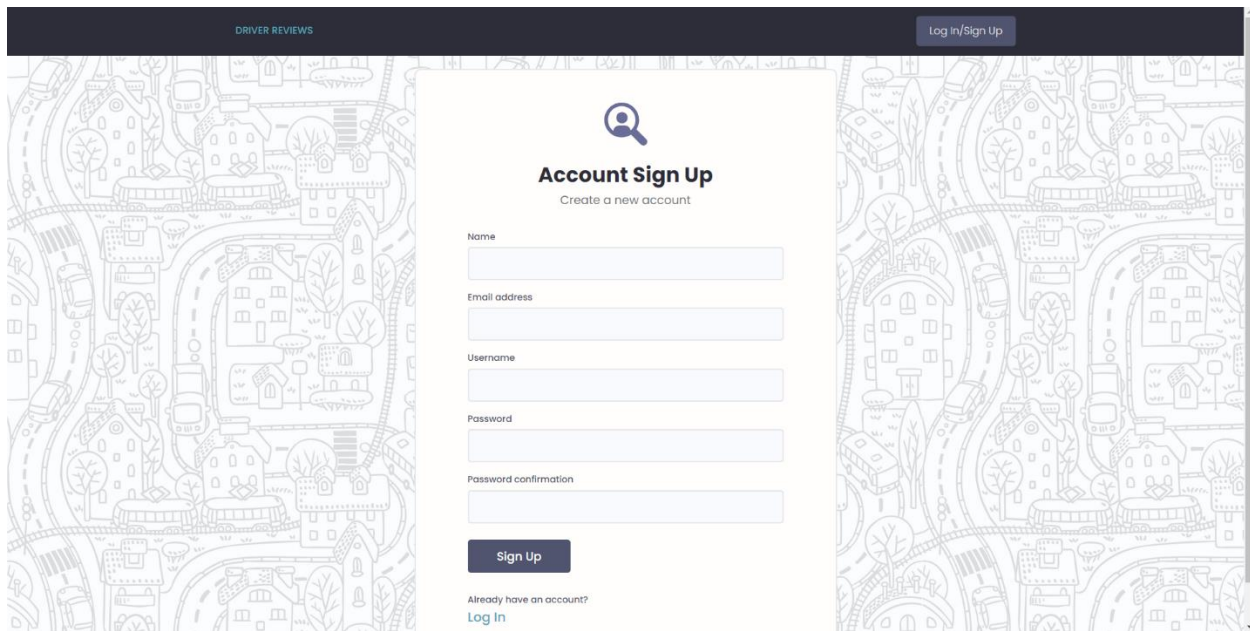 DRIVER REVIEWS
Log In/Sign Up
Account Sign Up
Create a new account
Name
Email address
Username
Password
Password confirmation
Sign Up
Already have an account?
Log In